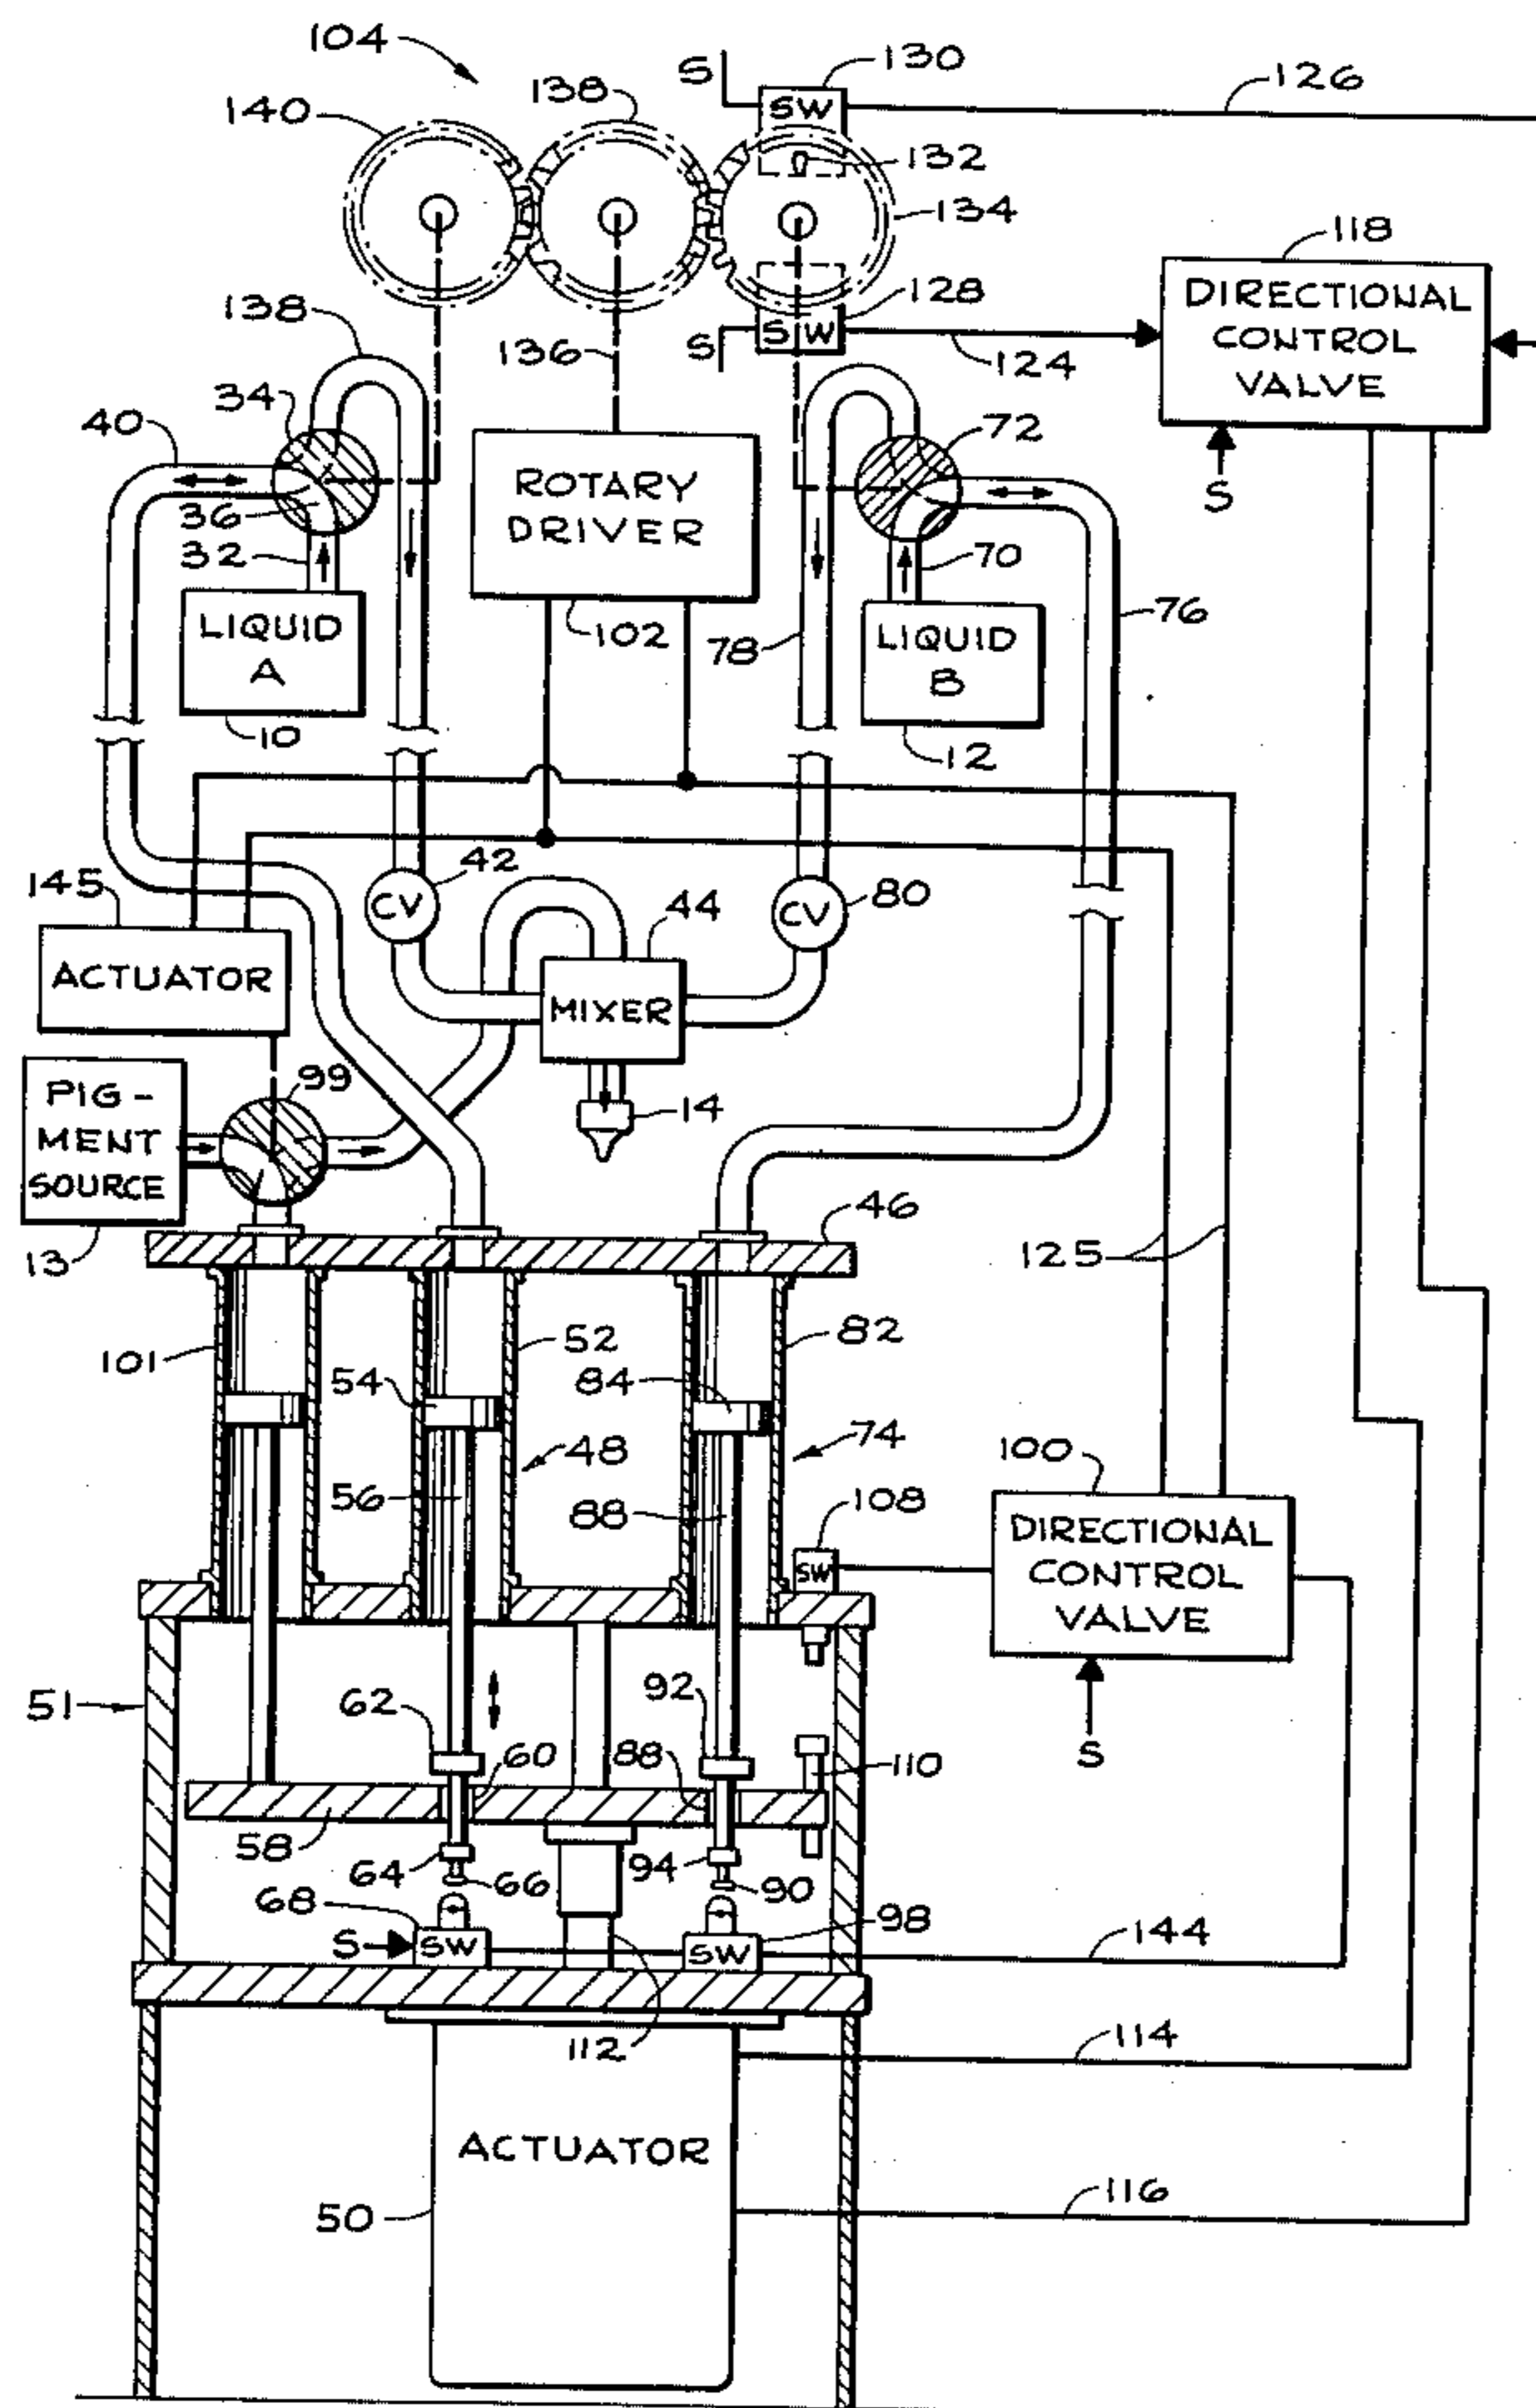 104
S
130
126
138
140
SW
132
134
118
DIRECTIONAL
CONTROL
VALVE
138
128
136
S
SW
124
34
72
40
S
36
ROTARY
DRIVER
32
70
LIQUID
A
102
78
LIQUID
B
76
10
12
42
145
80
CV
44
CV
ACTUATOR
MIXER
PIG-
MENT
SOURCE
99
14
46
13
125
101
52
82
54
84
48
74
100
56
88
108
DIRECTIONAL
CONTROL
VALVE
SW
51
62
92
S
60
88
110
58
64
66
94
90
68
98
S
SW
SW
144
112
114
ACTUATOR
50
116